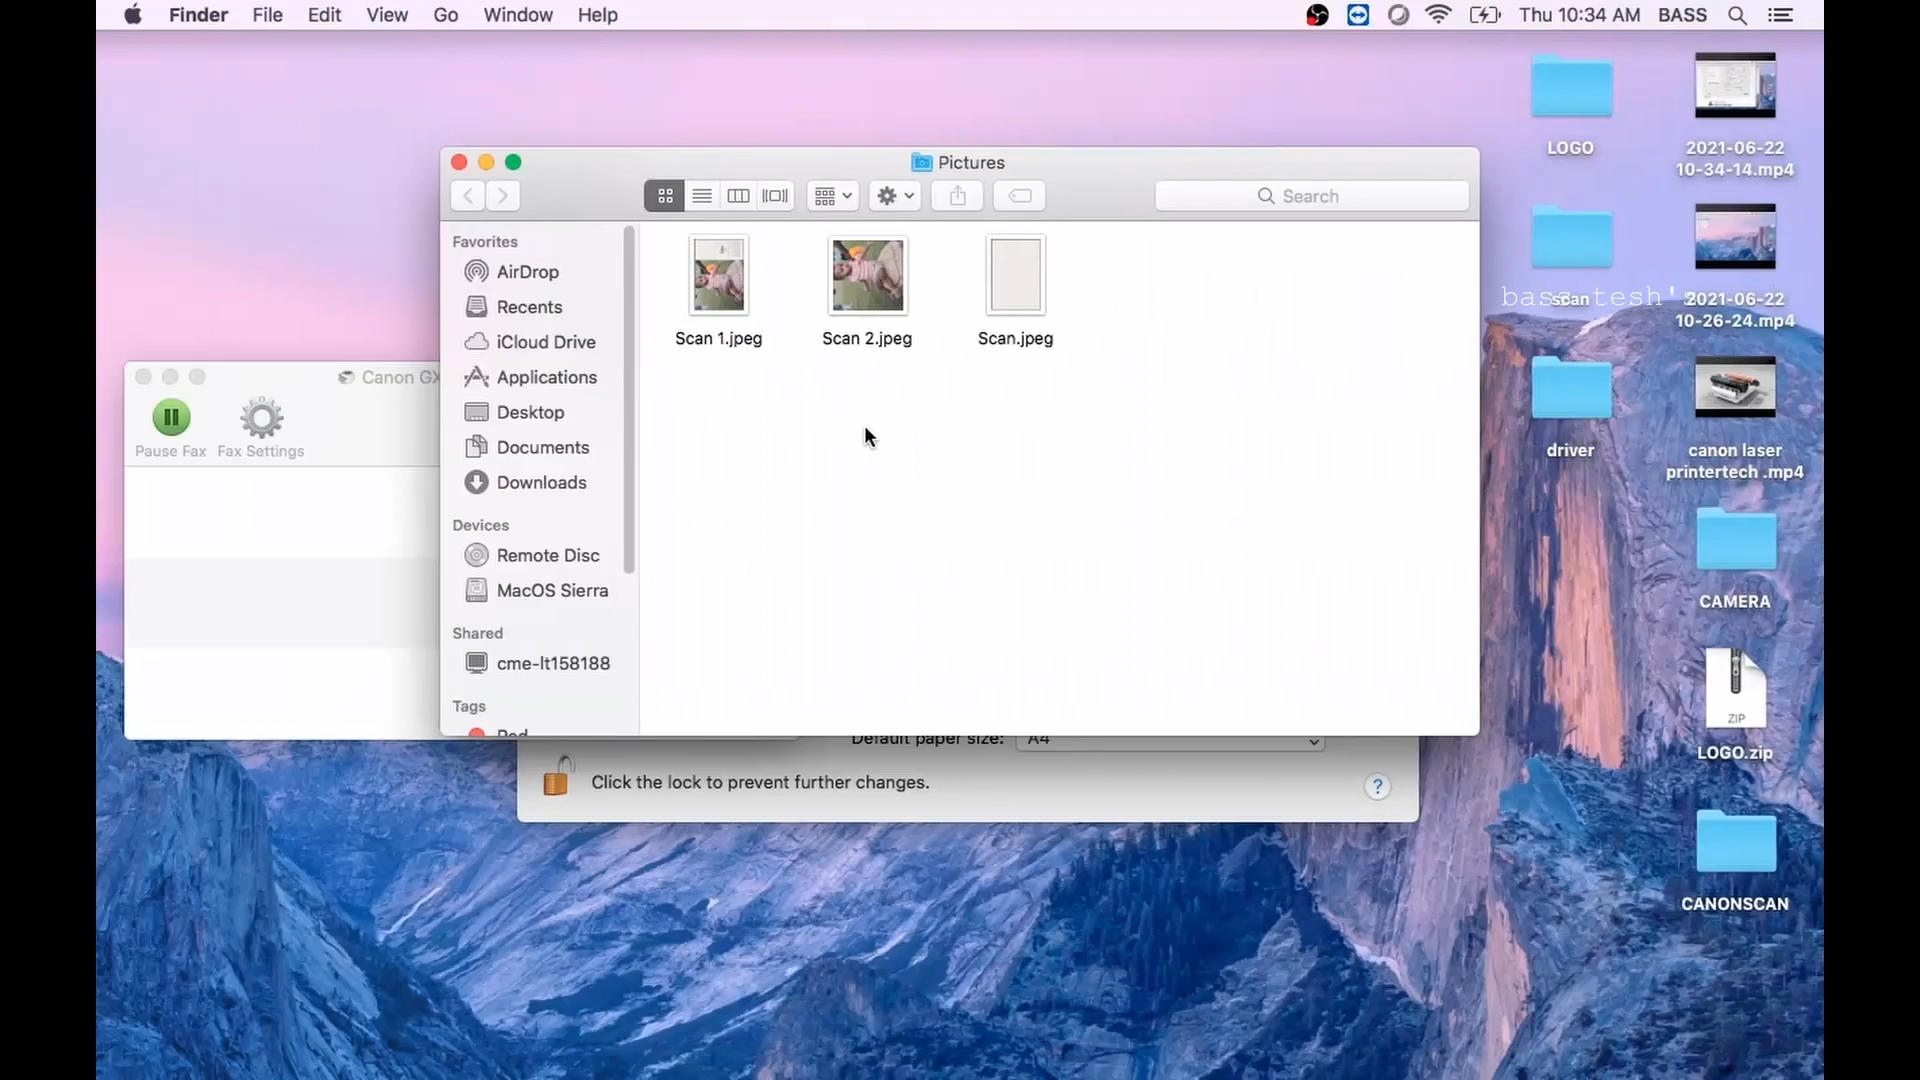 Finder File Edit View Go Window Help Thu 10:34 AM BASS
Pictures
Search
Favorites
AirDrop
Recents
iCloud Drive
Applications
Desktop
Documents
Downloads
Devices
Remote Disc
MacOS Sierra
Shared
cme-lt158188
Tags
Red
Scan 1.jpeg Scan 2.jpeg Scan.jpeg
Canon GX
Pause Fax Fax Settings
Default paper size: A4
Click the lock to prevent further changes.
?
LOGO
2021-06-22
10-34-14.mp4
bass tesh's
scan
2021-06-22
10-26-24.mp4
driver
canon laser
printertech .mp4
CAMERA
ZIP
LOGO.zip
CANONSCAN